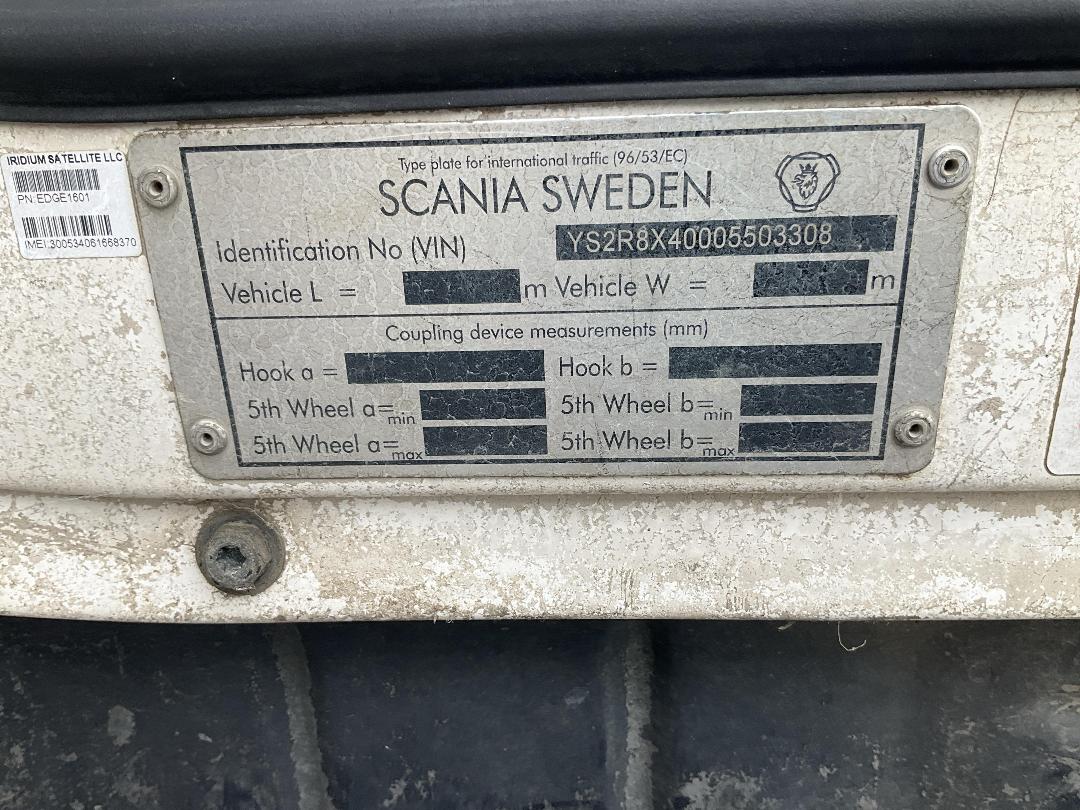 IRIDIUM SATELLITE LLC
PN:EDGE1601
IMEI:300534061668370
Type plate for international traffic (96/53/EC)
SCANIA SWEDEN
Identification No (VIN) YS2R8X40005503308
Vehicle L = m Vehicle W = m
Coupling device measurements (mm)
Hook a = Hook b =
5th Wheel a=min 5th Wheel b=min
5th Wheel a=max 5th Wheel b=max